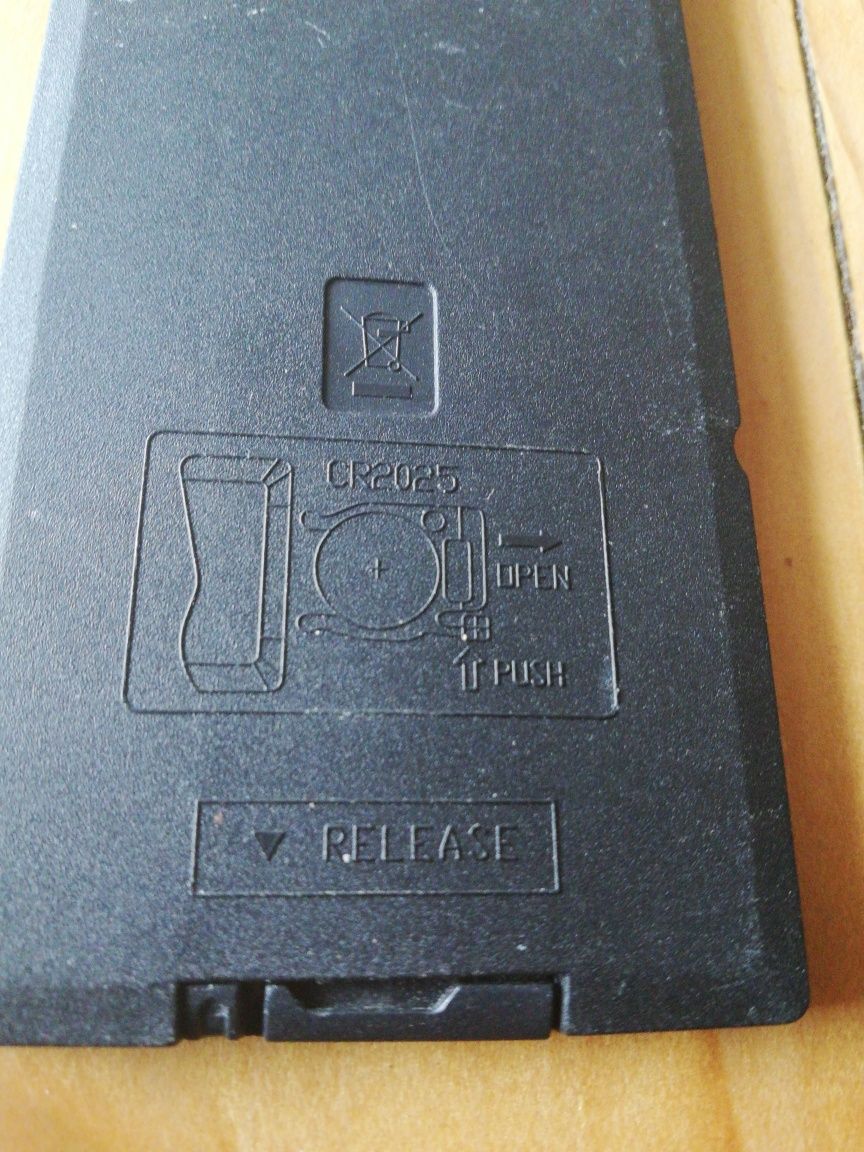 CR2025
+
OPEN
PUSH
RELEASE